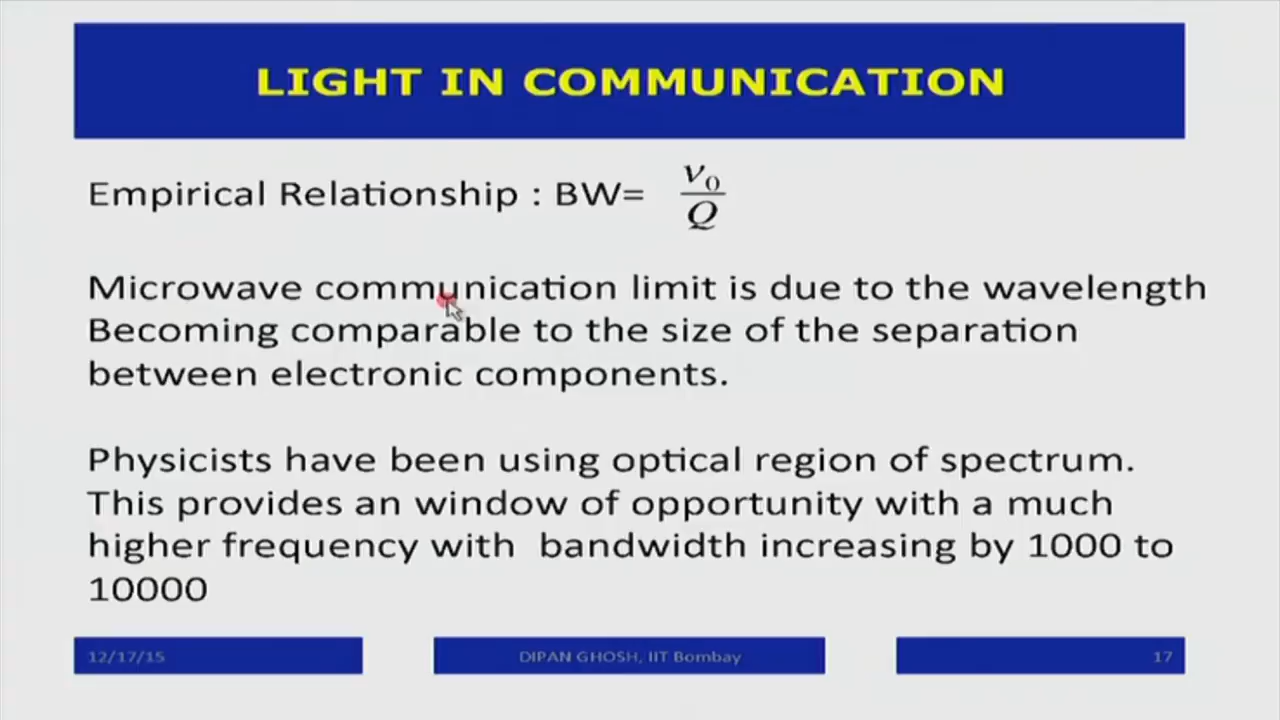 LIGHT IN COMMUNICATION
Empirical Relationship : BW= ν₀/Q
Microwave communication limit is due to the wavelength
Becoming comparable to the size of the separation
between electronic components.
Physicists have been using optical region of spectrum.
This provides an window of opportunity with a much
higher frequency with bandwidth increasing by 1000 to
10000
12/17/15
DIPAN GHOSH, IIT Bombay
17